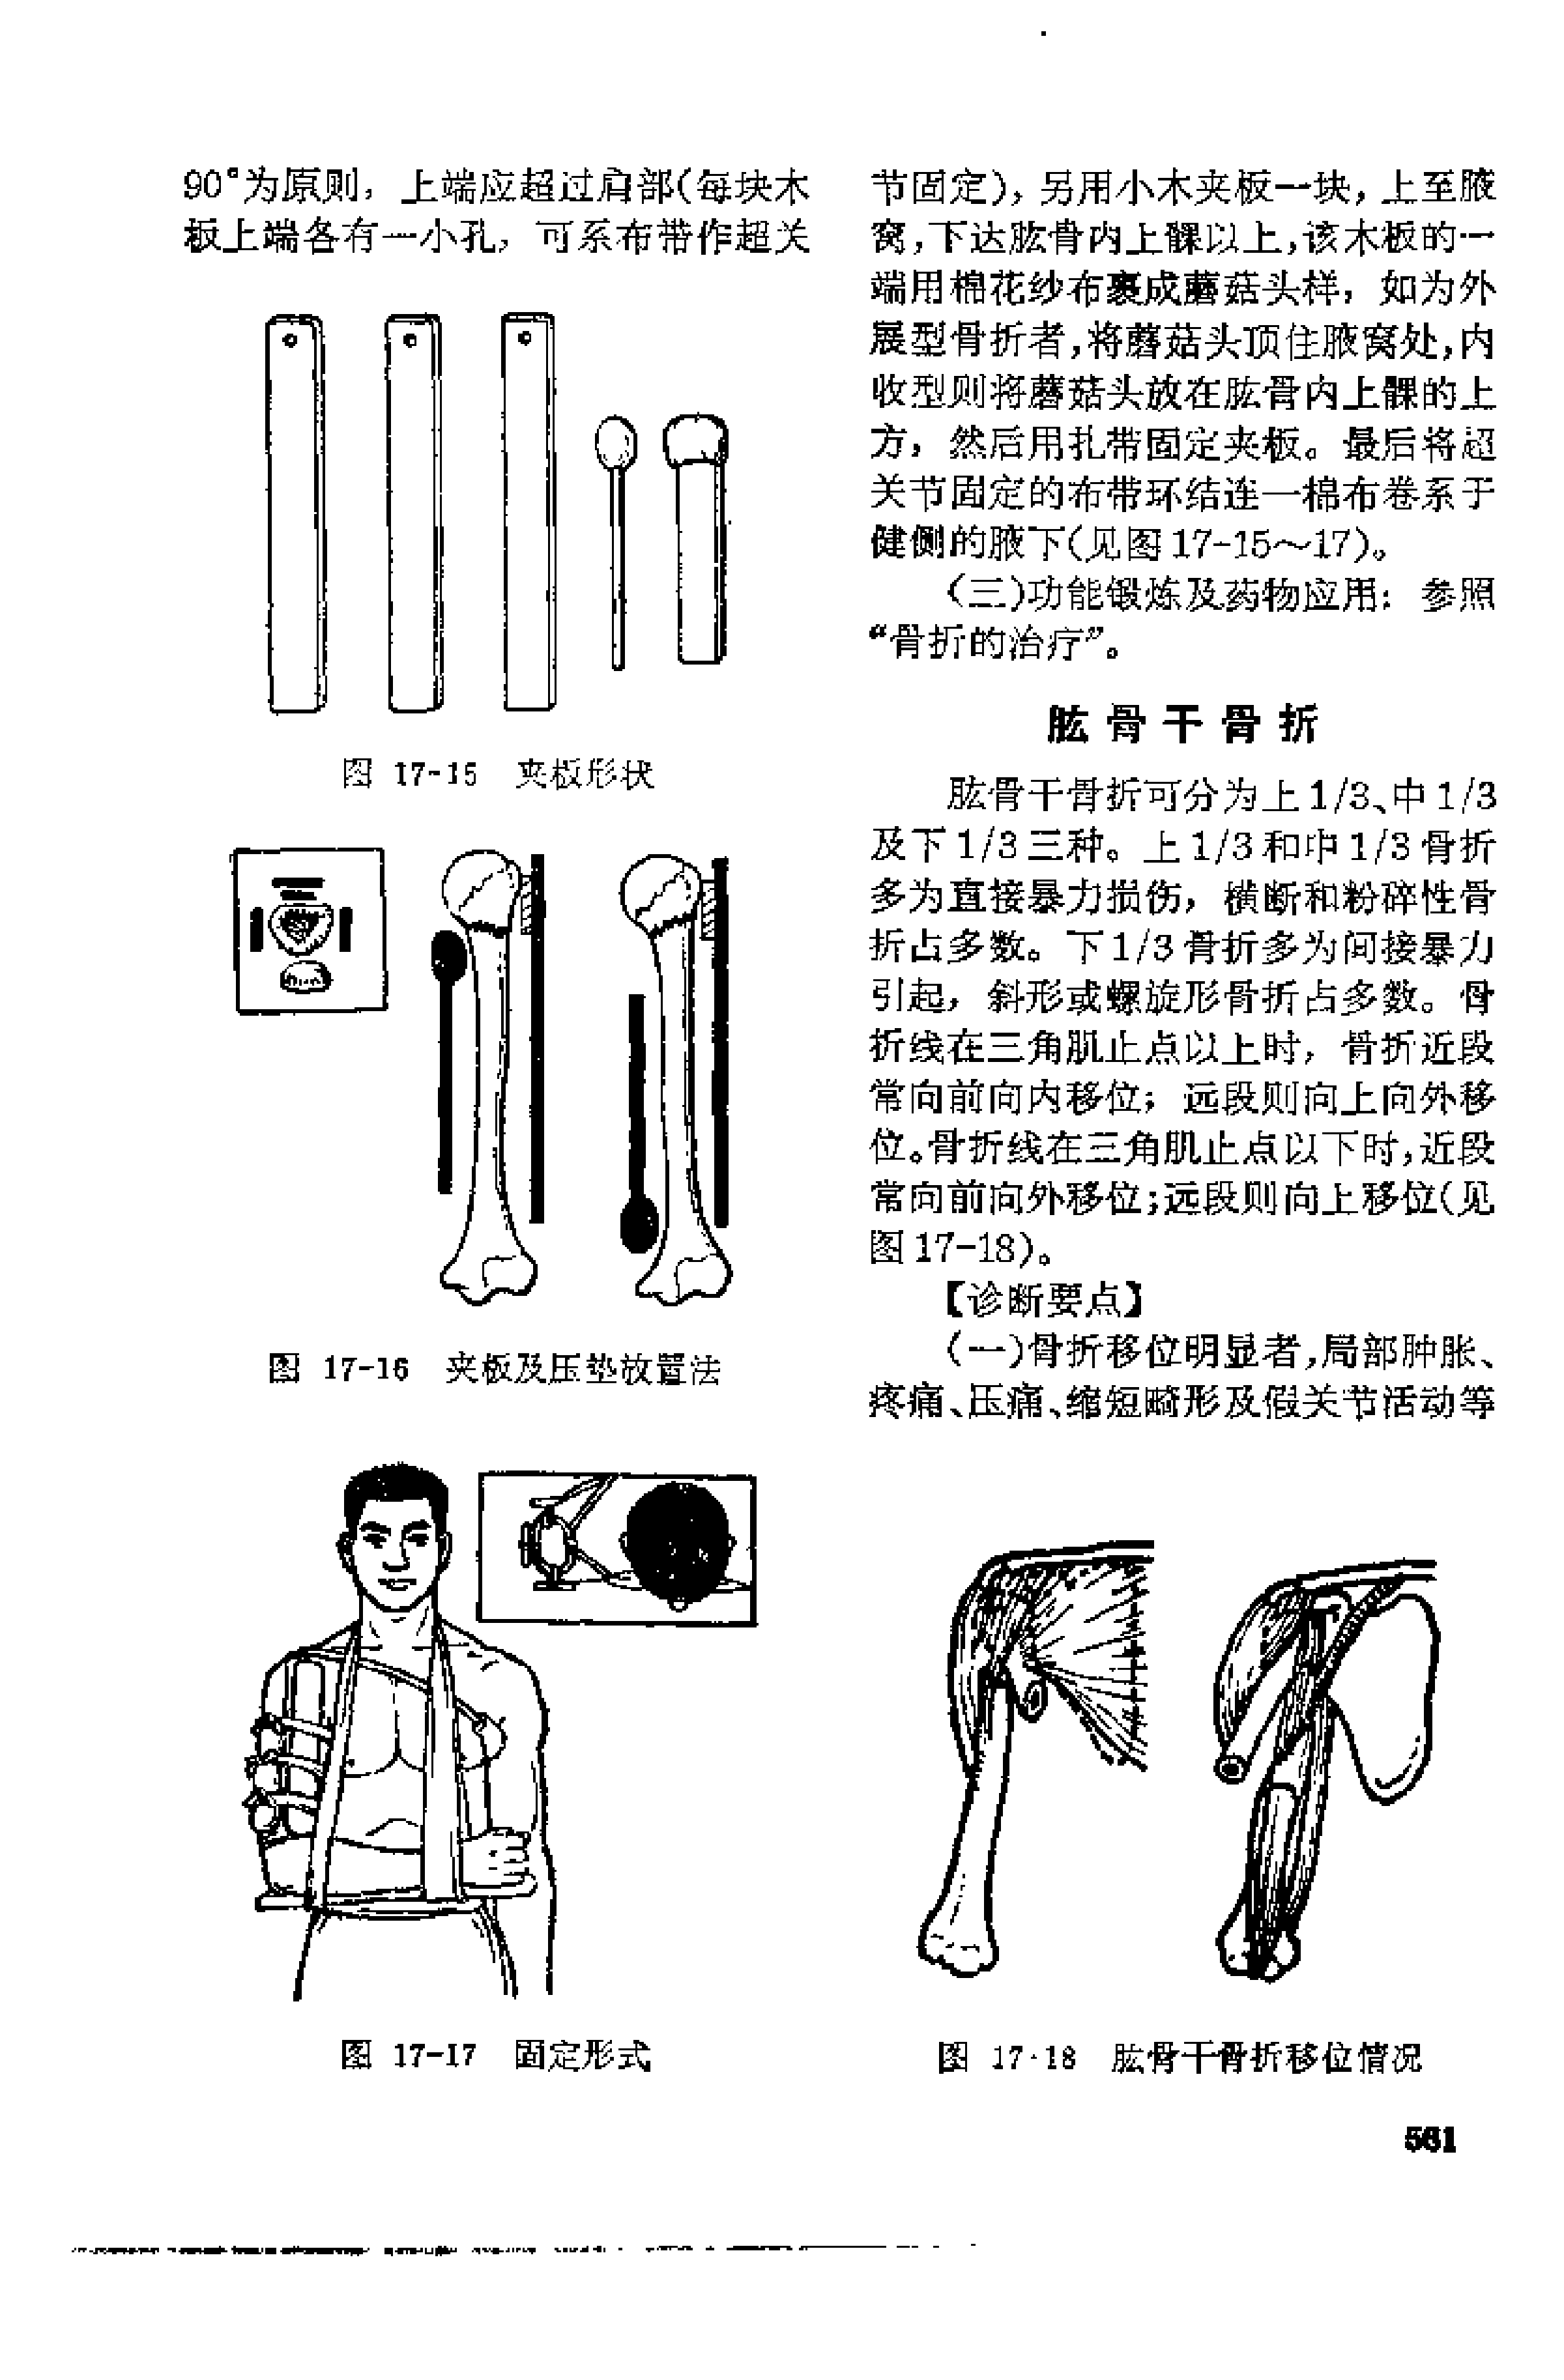 90°为原则，上端应超过肩部(每块木
板上端各有一小孔，可系布带作超关
图 17-15 夹板形状
图 17-16 夹板及压垫放置法
图 17-17 固定形式
节固定)，另用小木夹板一块，上至腋
窝,下达肱骨内上髁以上,该木板的一
端用棉花纱布裹成蘑菇头样，如为外
展型骨折者,将蘑菇头顶住腋窝处,内
收型则将蘑菇头放在肱骨内上髁的上
方，然后用扎带固定夹板。最后将超
关节固定的布带环结连一棉布卷系于
健侧的腋下(见图17-15～17)。
(三)功能锻炼及药物应用：参照
“骨折的治疗”。
肱骨干骨折
肱骨干骨折可分为上1/3、中1/3
及下1/3三种。上1/3和中1/3骨折
多为直接暴力损伤，横断和粉碎性骨
折占多数。下1/3骨折多为间接暴力
引起，斜形或螺旋形骨折占多数。骨
折线在三角肌止点以上时，骨折近段
常向前向内移位；远段则向上向外移
位。骨折线在三角肌止点以下时,近段
常向前向外移位;远段则向上移位(见
图17-18)。
【诊断要点】
(一)骨折移位明显者,局部肿胀、
疼痛、压痛、缩短畸形及假关节活动等
图 17-18 肱骨干骨折移位情况
561